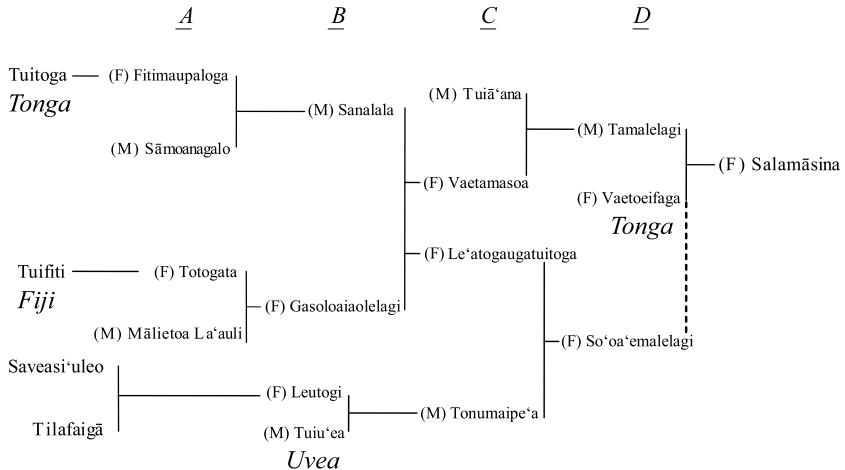 A B C D
Tuitoga (F) Fitimaupaloga
Tonga
(M) Sāmoanagalo
(M) Sanalala
(M) Tuiā‘ana
(F) Vaetamasoa
(M) Tamalelagi
(F) Salamāsina
(F) Vaetoeifaga
Tonga
(F) Le‘atogaugatuitoga
Tuifiti (F) Totogata
Fiji
(F) Gasoloaiaolelagi
(M) Mālietoa La‘auli
(F) So‘oa‘emalelagi
Saveasi‘uleo
(F) Leutogi
(M) Tonumaipe‘a
Tilafaigā
(M) Tuiu‘ea
Uvea